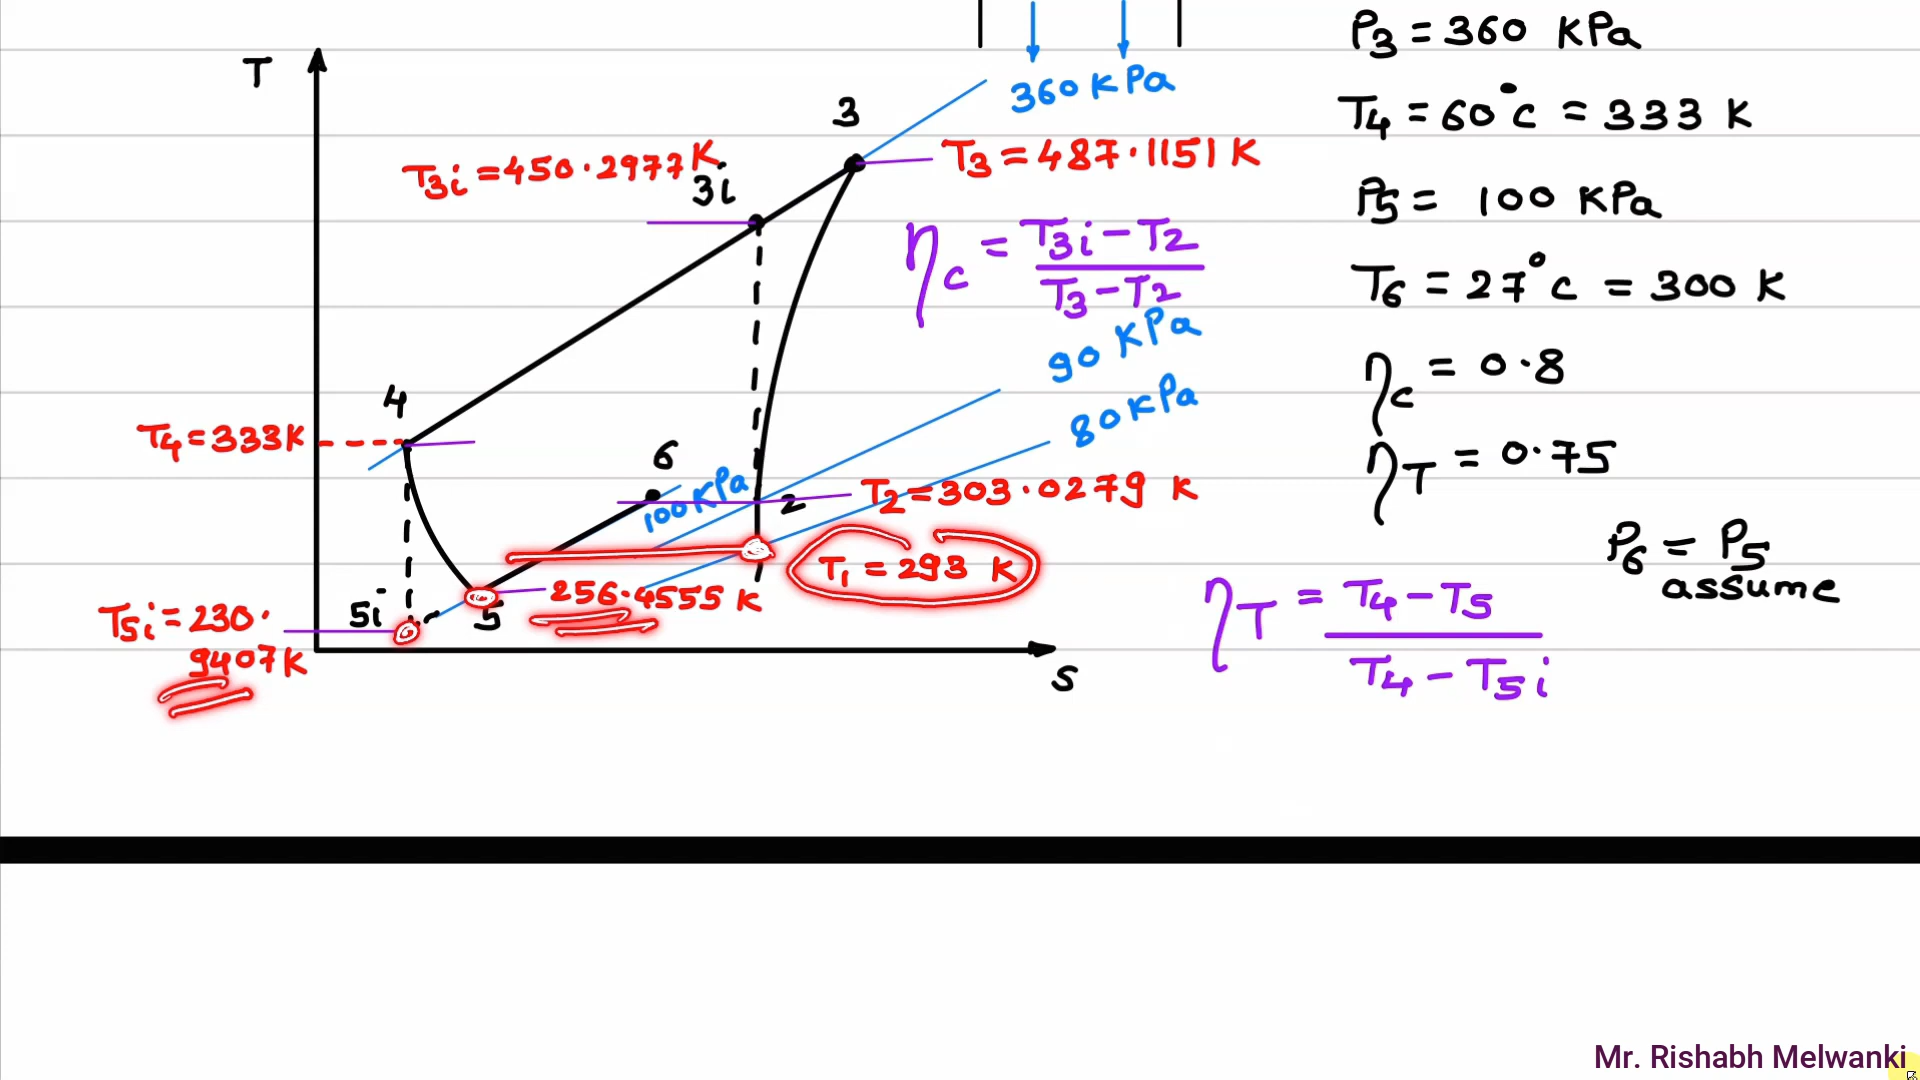 T
360 KPa
3
T3i = 450.2977 K
3i
T3 = 487.1151 K
ηc = T3i - T2
T3 - T2
90 KPa
80 KPa
4
T4 = 333K
6
100 KPa
2
T2 = 303.0279 K
T1 = 293 K
5i
5
256.4555 K
T5i = 230.
9407K
S
P3 = 360 KPa
T4 = 60°c = 333 K
P5 = 100 KPa
T6 = 27°c = 300 K
ηc = 0.8
ηT = 0.75
P6 = P5
assume
ηT = T4 - T5
T4 - T5i
Mr. Rishabh Melwanki